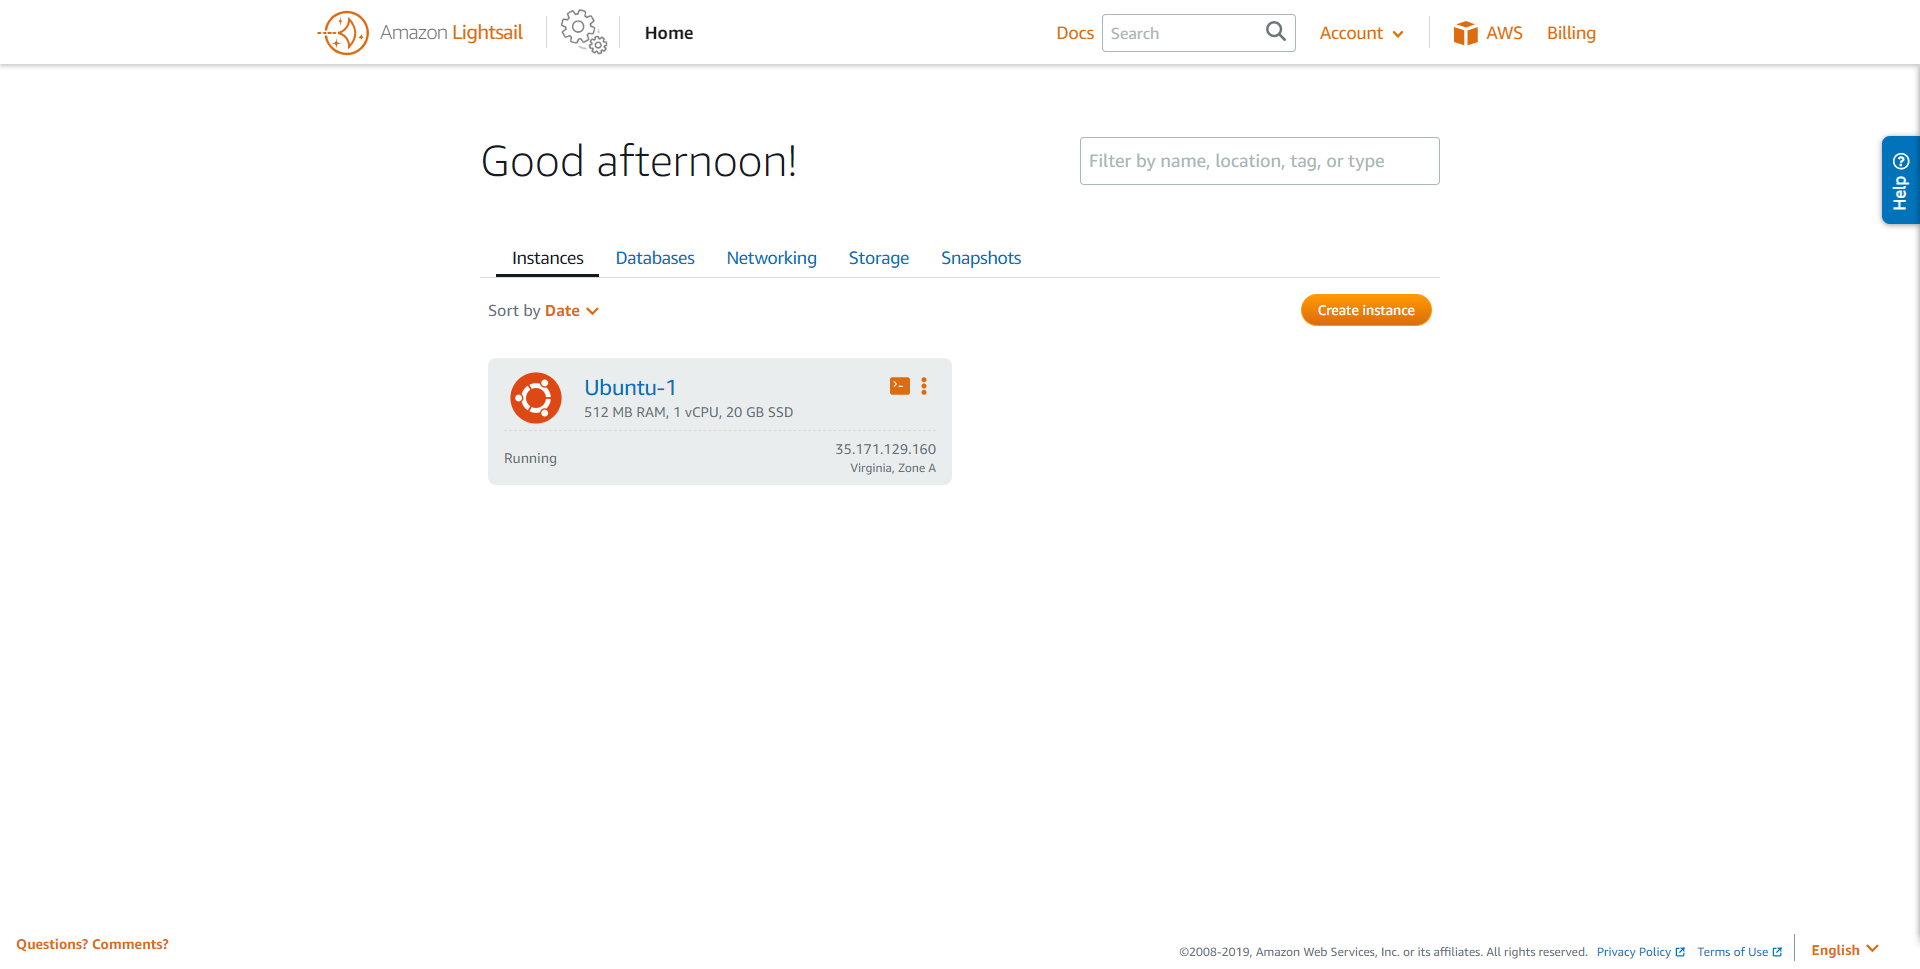 Amazon Lightsail
Home
Docs
Search
Account
AWS
Billing
Good afternoon!
Filter by name, location, tag, or type
Help
Instances
Databases
Networking
Storage
Snapshots
Sort by Date
Create instance
Ubuntu-1
512 MB RAM, 1 vCPU, 20 GB SSD
Running
35.171.129.160
Virginia, Zone A
Questions? Comments?
©2008-2019, Amazon Web Services, Inc. or its affiliates. All rights reserved.
Privacy Policy
Terms of Use
English